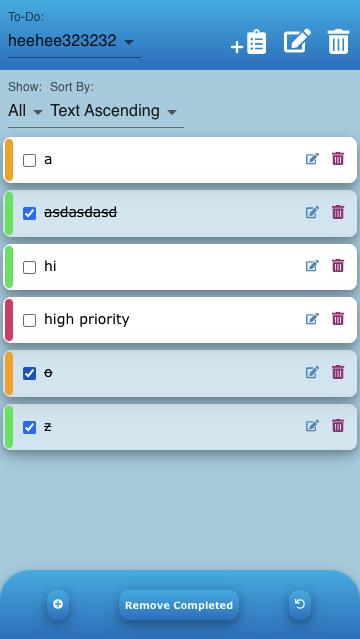 To-Do:
heehee323232
Show: Sort By:
All Text Ascending
a
asdasdasd
hi
high priority
o
z
Remove Completed